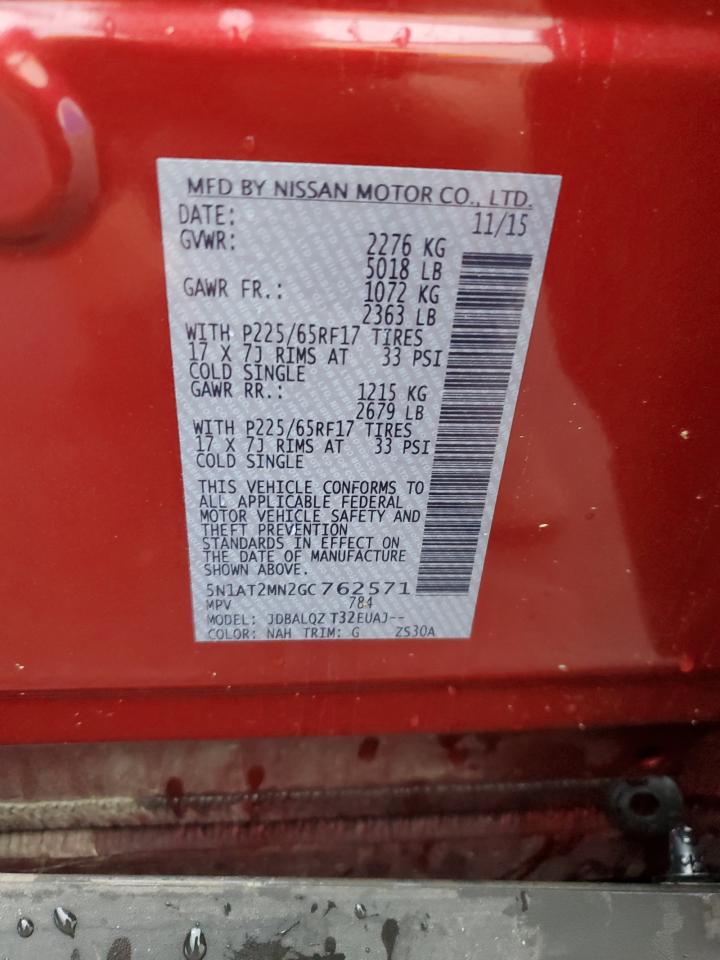 MFD BY NISSAN MOTOR CO., LTD.
DATE: 11/15
GVWR: 2276 KG
5018 LB
GAWR FR.: 1072 KG
2363 LB
WITH P225/65RF17 TIRES
17 X 7J RIMS AT 33 PSI
COLD SINGLE
GAWR RR.: 1215 KG
2679 LB
WITH P225/65RF17 TIRES
17 X 7J RIMS AT 33 PSI
COLD SINGLE
THIS VEHICLE CONFORMS TO
ALL APPLICABLE FEDERAL
MOTOR VEHICLE SAFETY AND
THEFT PREVENTION
STANDARDS IN EFFECT ON
THE DATE OF MANUFACTURE
SHOWN ABOVE.
5N1AT2MN2GC762571
MPV 784
MODEL: JDBALQZ T32EUAJ--
COLOR: NAH TRIM: G ZS30A